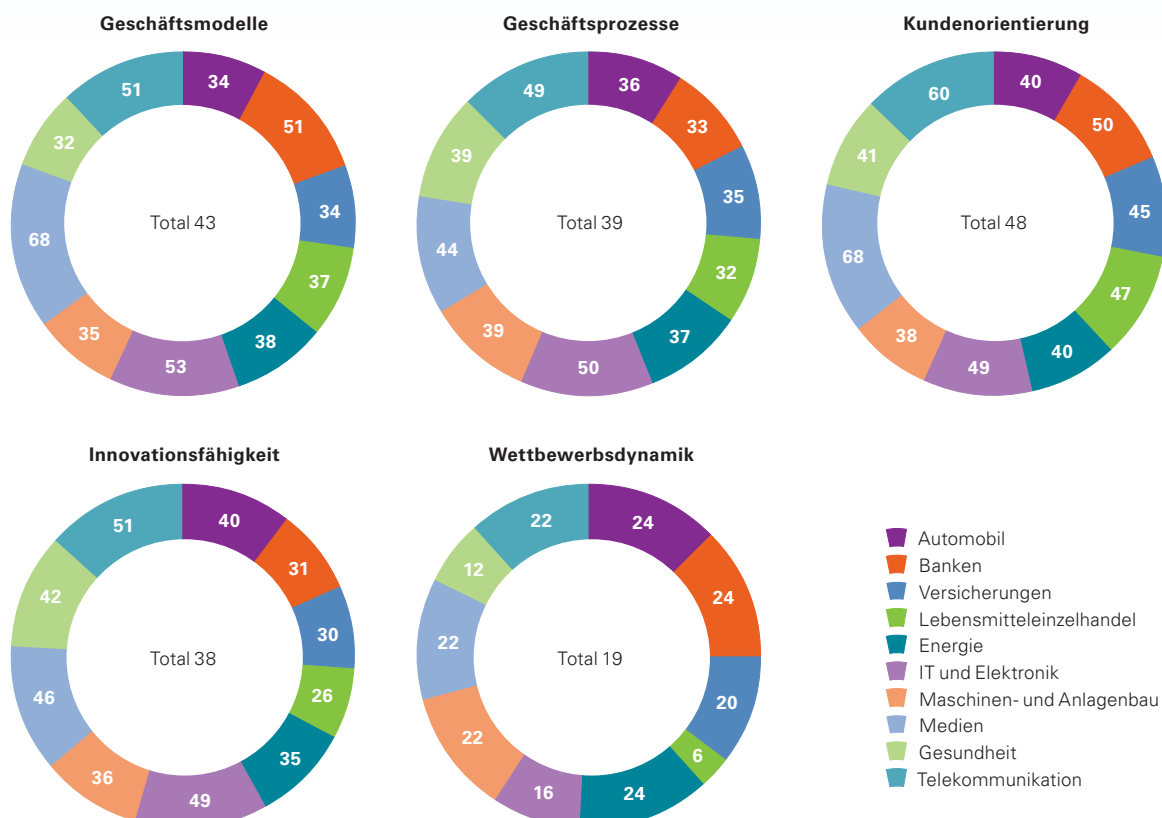 Geschäftsmodelle
34
51
34
37
38
53
35
68
32
51
Total 43
Geschäftsprozesse
36
33
35
32
37
50
39
44
39
49
Total 39
Kundenorientierung
40
50
45
47
40
49
38
68
41
60
Total 48
Innovationsfähigkeit
40
31
30
26
35
49
36
46
42
51
Total 38
Wettbewerbsdynamik
24
24
20
6
24
16
22
22
12
22
Total 19
Automobil
Banken
Versicherungen
Lebensmitteleinzelhandel
Energie
IT und Elektronik
Maschinen- und Anlagenbau
Medien
Gesundheit
Telekommunikation